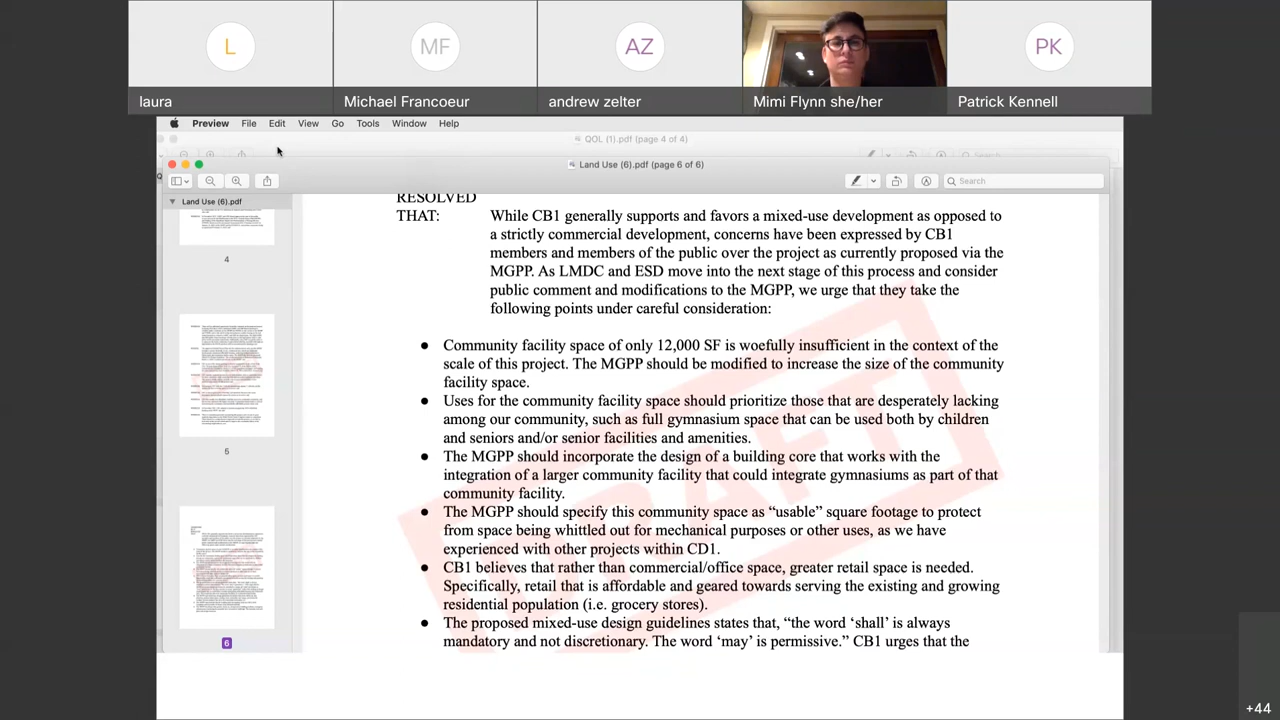 L
MF
AZ
PK
laura
Michael Francoeur
andrew zelter
Mimi Flynn she/her
Patrick Kennell
Preview File Edit View Go Tools Window Help
QOL (1).pdf (page 4 of 4)
Search
Land Use (6).pdf (page 6 of 6)
Search
Land Use (6).pdf
4
5
6
RESOLVED
THAT: While CB1 generally supports and favors a mixed-use development as opposed to
a strictly commercial development, concerns have been expressed by CB1
members and members of the public over the project as currently proposed via the
MGPP. As LMDC and ESD move into the next stage of this process and consider
public comment and modifications to the MGPP, we urge that they take the
following points under careful consideration:
● Community facility space of only 12,000 SF is woefully insufficient in the context of the
scale of this project. The MGPP should be modified to increase the size of the community
facility space.
● Uses for the community facility space should prioritize those that are desperately lacking
among our community, such as for gymnasium space that can be used both by children
and seniors and/or senior facilities and amenities.
● The MGPP should incorporate the design of a building core that works with the
integration of a larger community facility that could integrate gymnasiums as part of that
community facility.
● The MGPP should specify this community space as “usable” square footage to protect
from space being whittled out for mechanical purposes or other uses, as we have
experienced with other projects within CD1.
● CB1 believes that rather than commercial/office space, greater retail space is needed.
Specifically, retail that is affordable and geared towards serving the existing and growing
residential population (i.e. grocery stores).
● The proposed mixed-use design guidelines states that, “the word ‘shall’ is always
mandatory and not discretionary. The word ‘may’ is permissive.” CB1 urges that the
DRAFT
+44